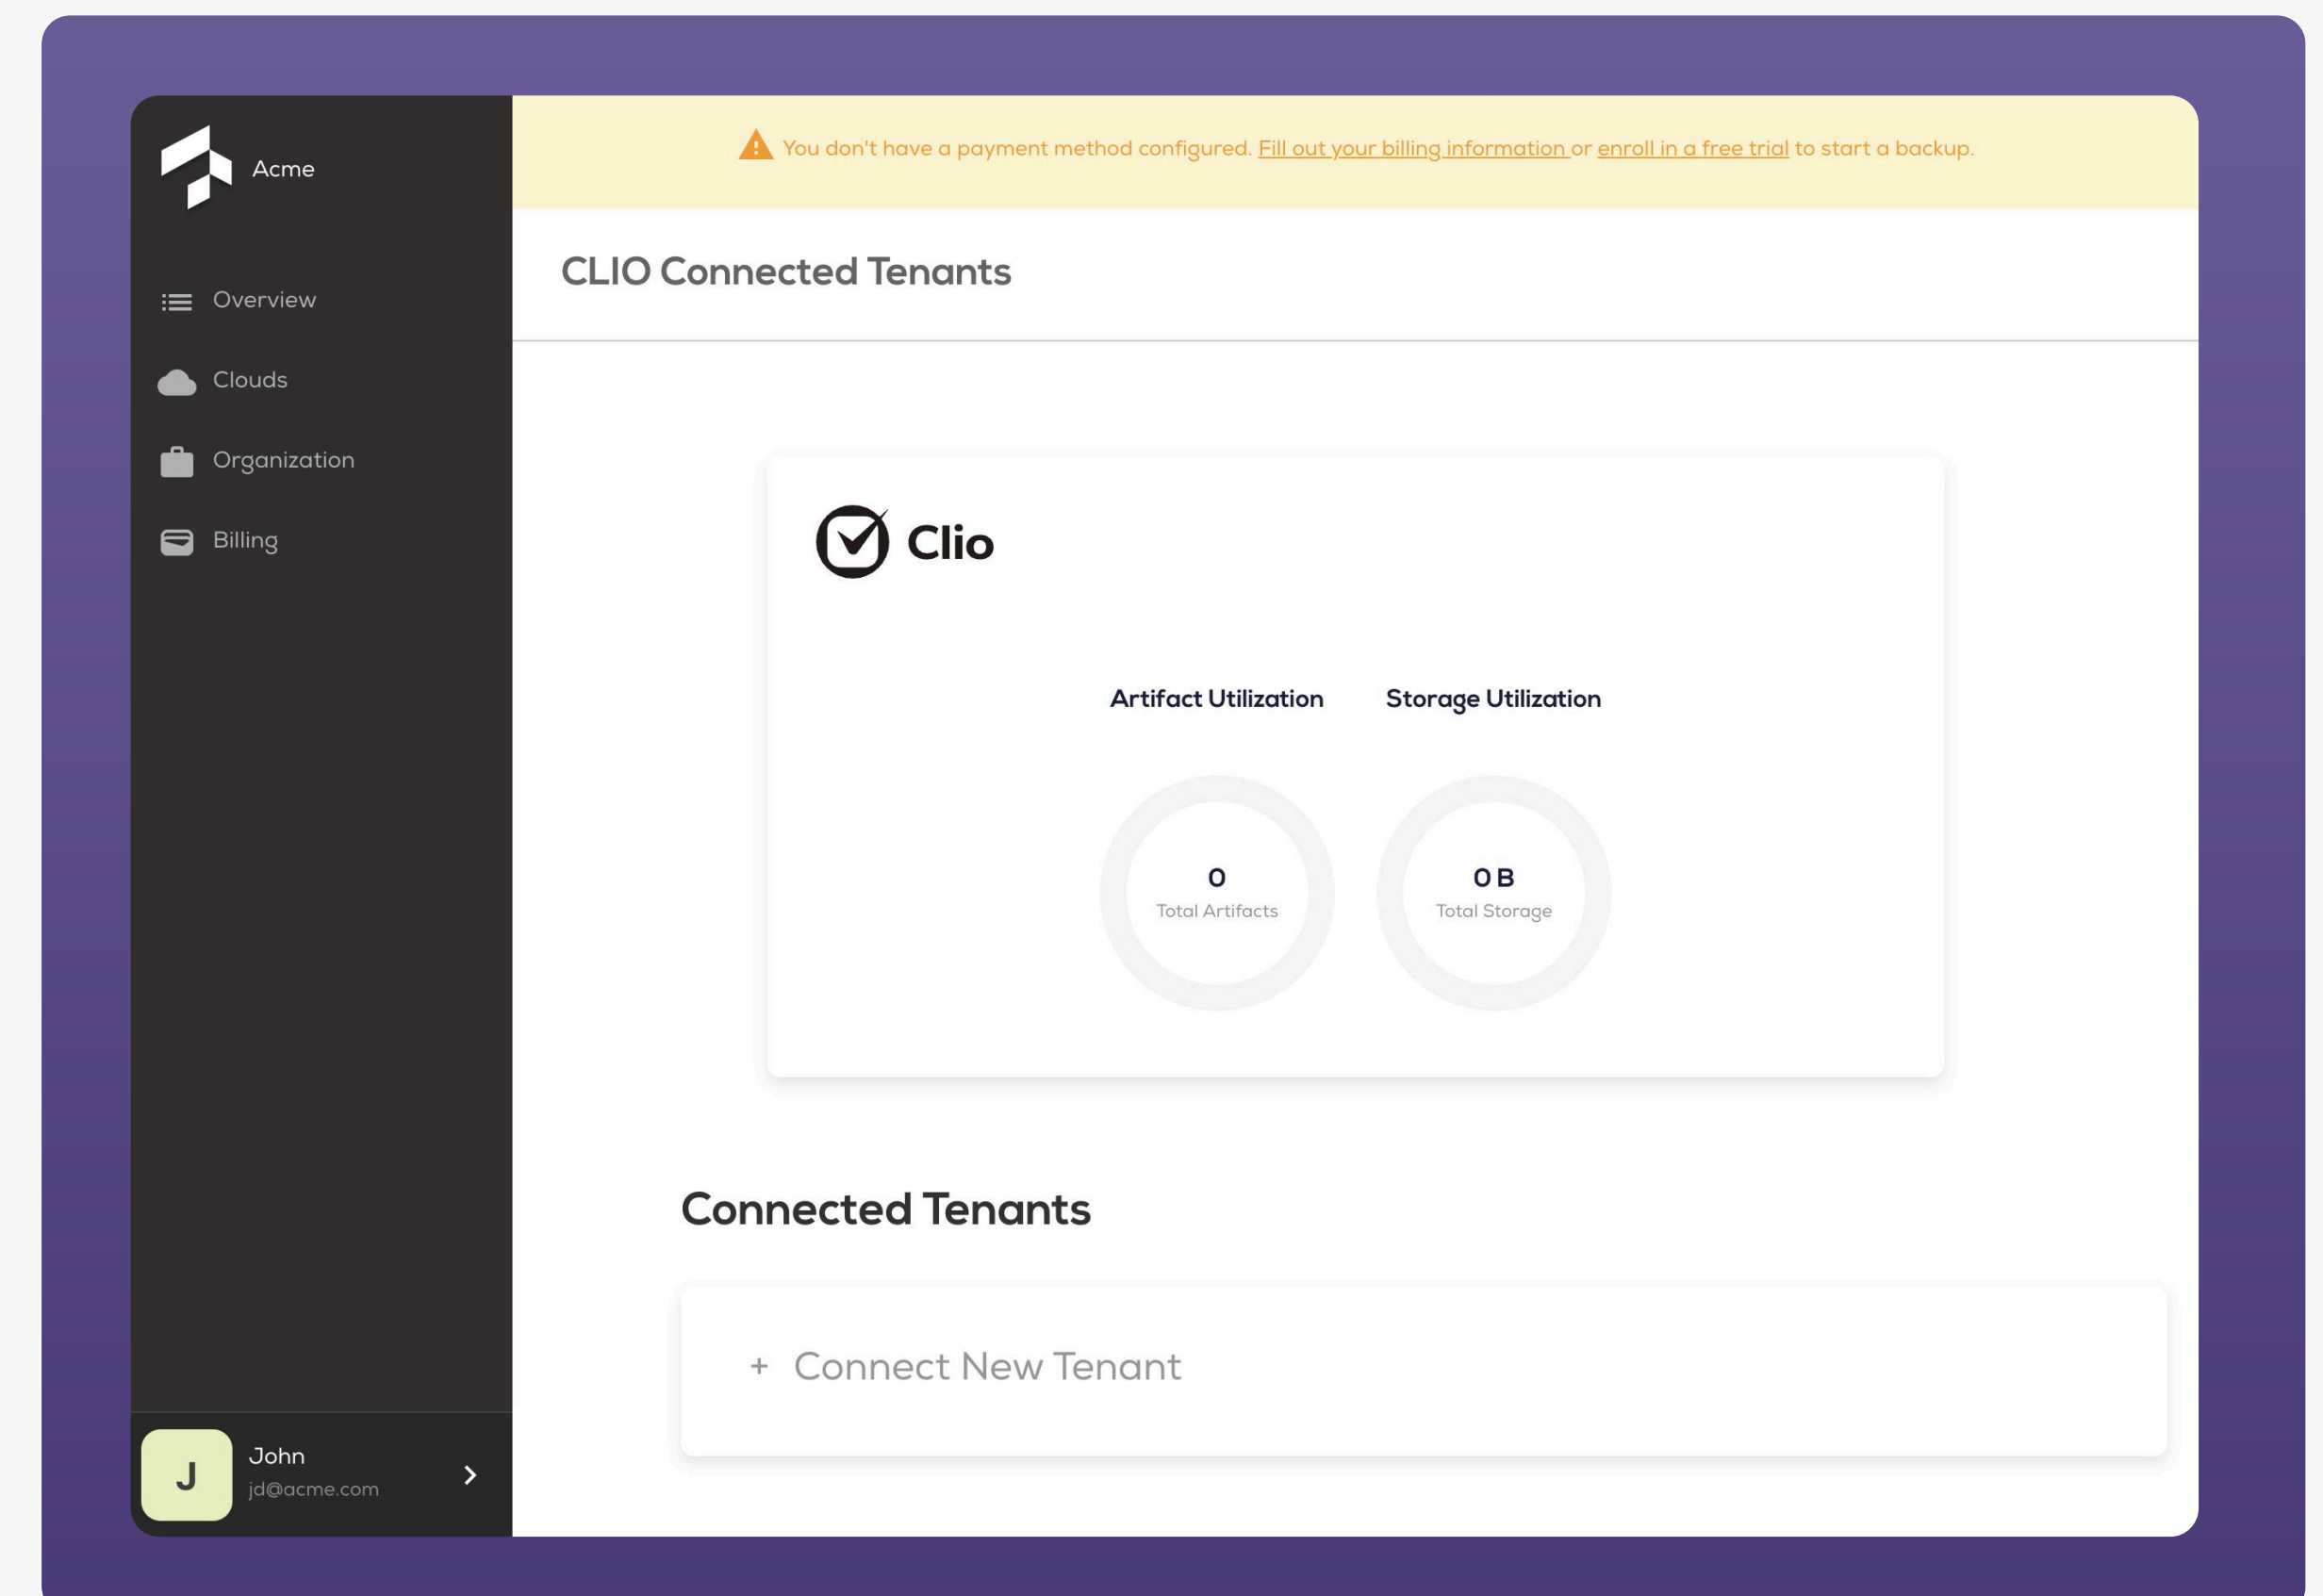 Acme
Overview
Clouds
Organization
Billing
John
jd@acme.com
J
You don't have a payment method configured. Fill out your billing information or enroll in a free trial to start a backup.
CLIO Connected Tenants
Clio
Artifact Utilization
Storage Utilization
0
Total Artifacts
0 B
Total Storage
Connected Tenants
+ Connect New Tenant